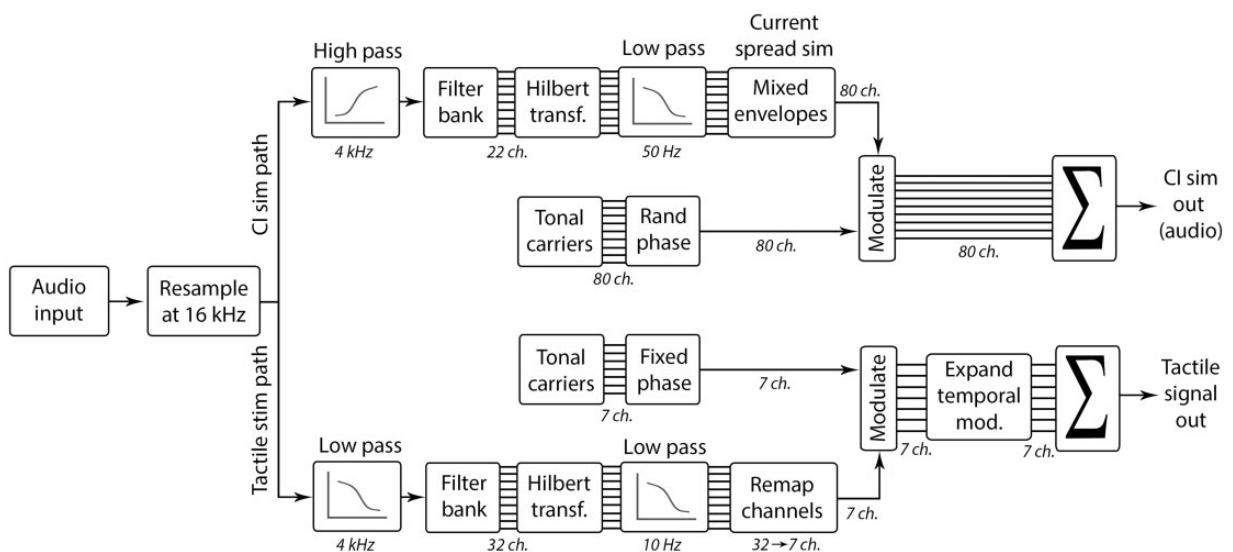 High pass
4 kHz
Filter
bank
22 ch.
Hilbert
transf.
Low pass
50 Hz
Current
spread sim
Mixed
envelopes
80 ch.
CI sim path
Tonal
carriers
80 ch.
Rand
phase
80 ch.
Modulate
80 ch.
Σ
CI sim
out
(audio)
Audio
input
Resample
at 16 kHz
Tactile stim path
Tonal
carriers
7 ch.
Fixed
phase
7 ch.
Modulate
7 ch.
Expand
temporal
mod.
7 ch.
Σ
Tactile
signal
out
Low pass
4 kHz
Filter
bank
32 ch.
Hilbert
transf.
Low pass
10 Hz
Remap
channels
32→7 ch.
7 ch.